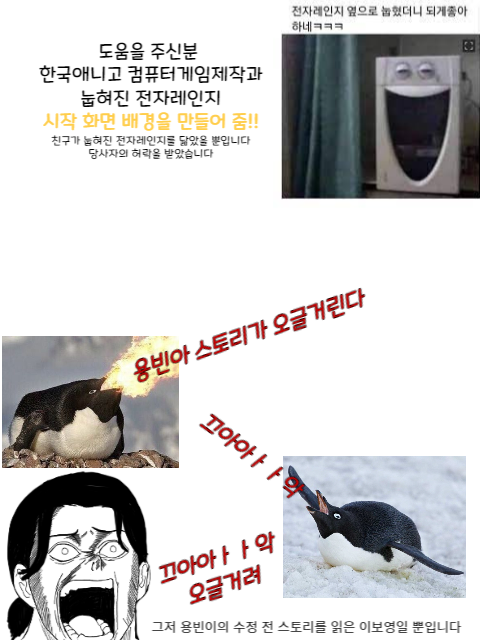 전자레인지 옆으로 눕혔더니 되게좋아
하네ㅋㅋㅋ
도움을 주신분
한국애니고 컴퓨터게임제작과
눕혀진 전자레인지
시작 화면 배경을 만들어 줌!!
친구가 눕혀진 전자레인지를 닮았을 뿐입니다
당사자의 허락을 받았습니다
용빈아 스토리가 오글거린다
끄아아ㅏㅏ악
끄아아ㅏㅏ악
오글거려
그저 용빈이의 수정 전 스토리를 읽은 이보영일 뿐입니다